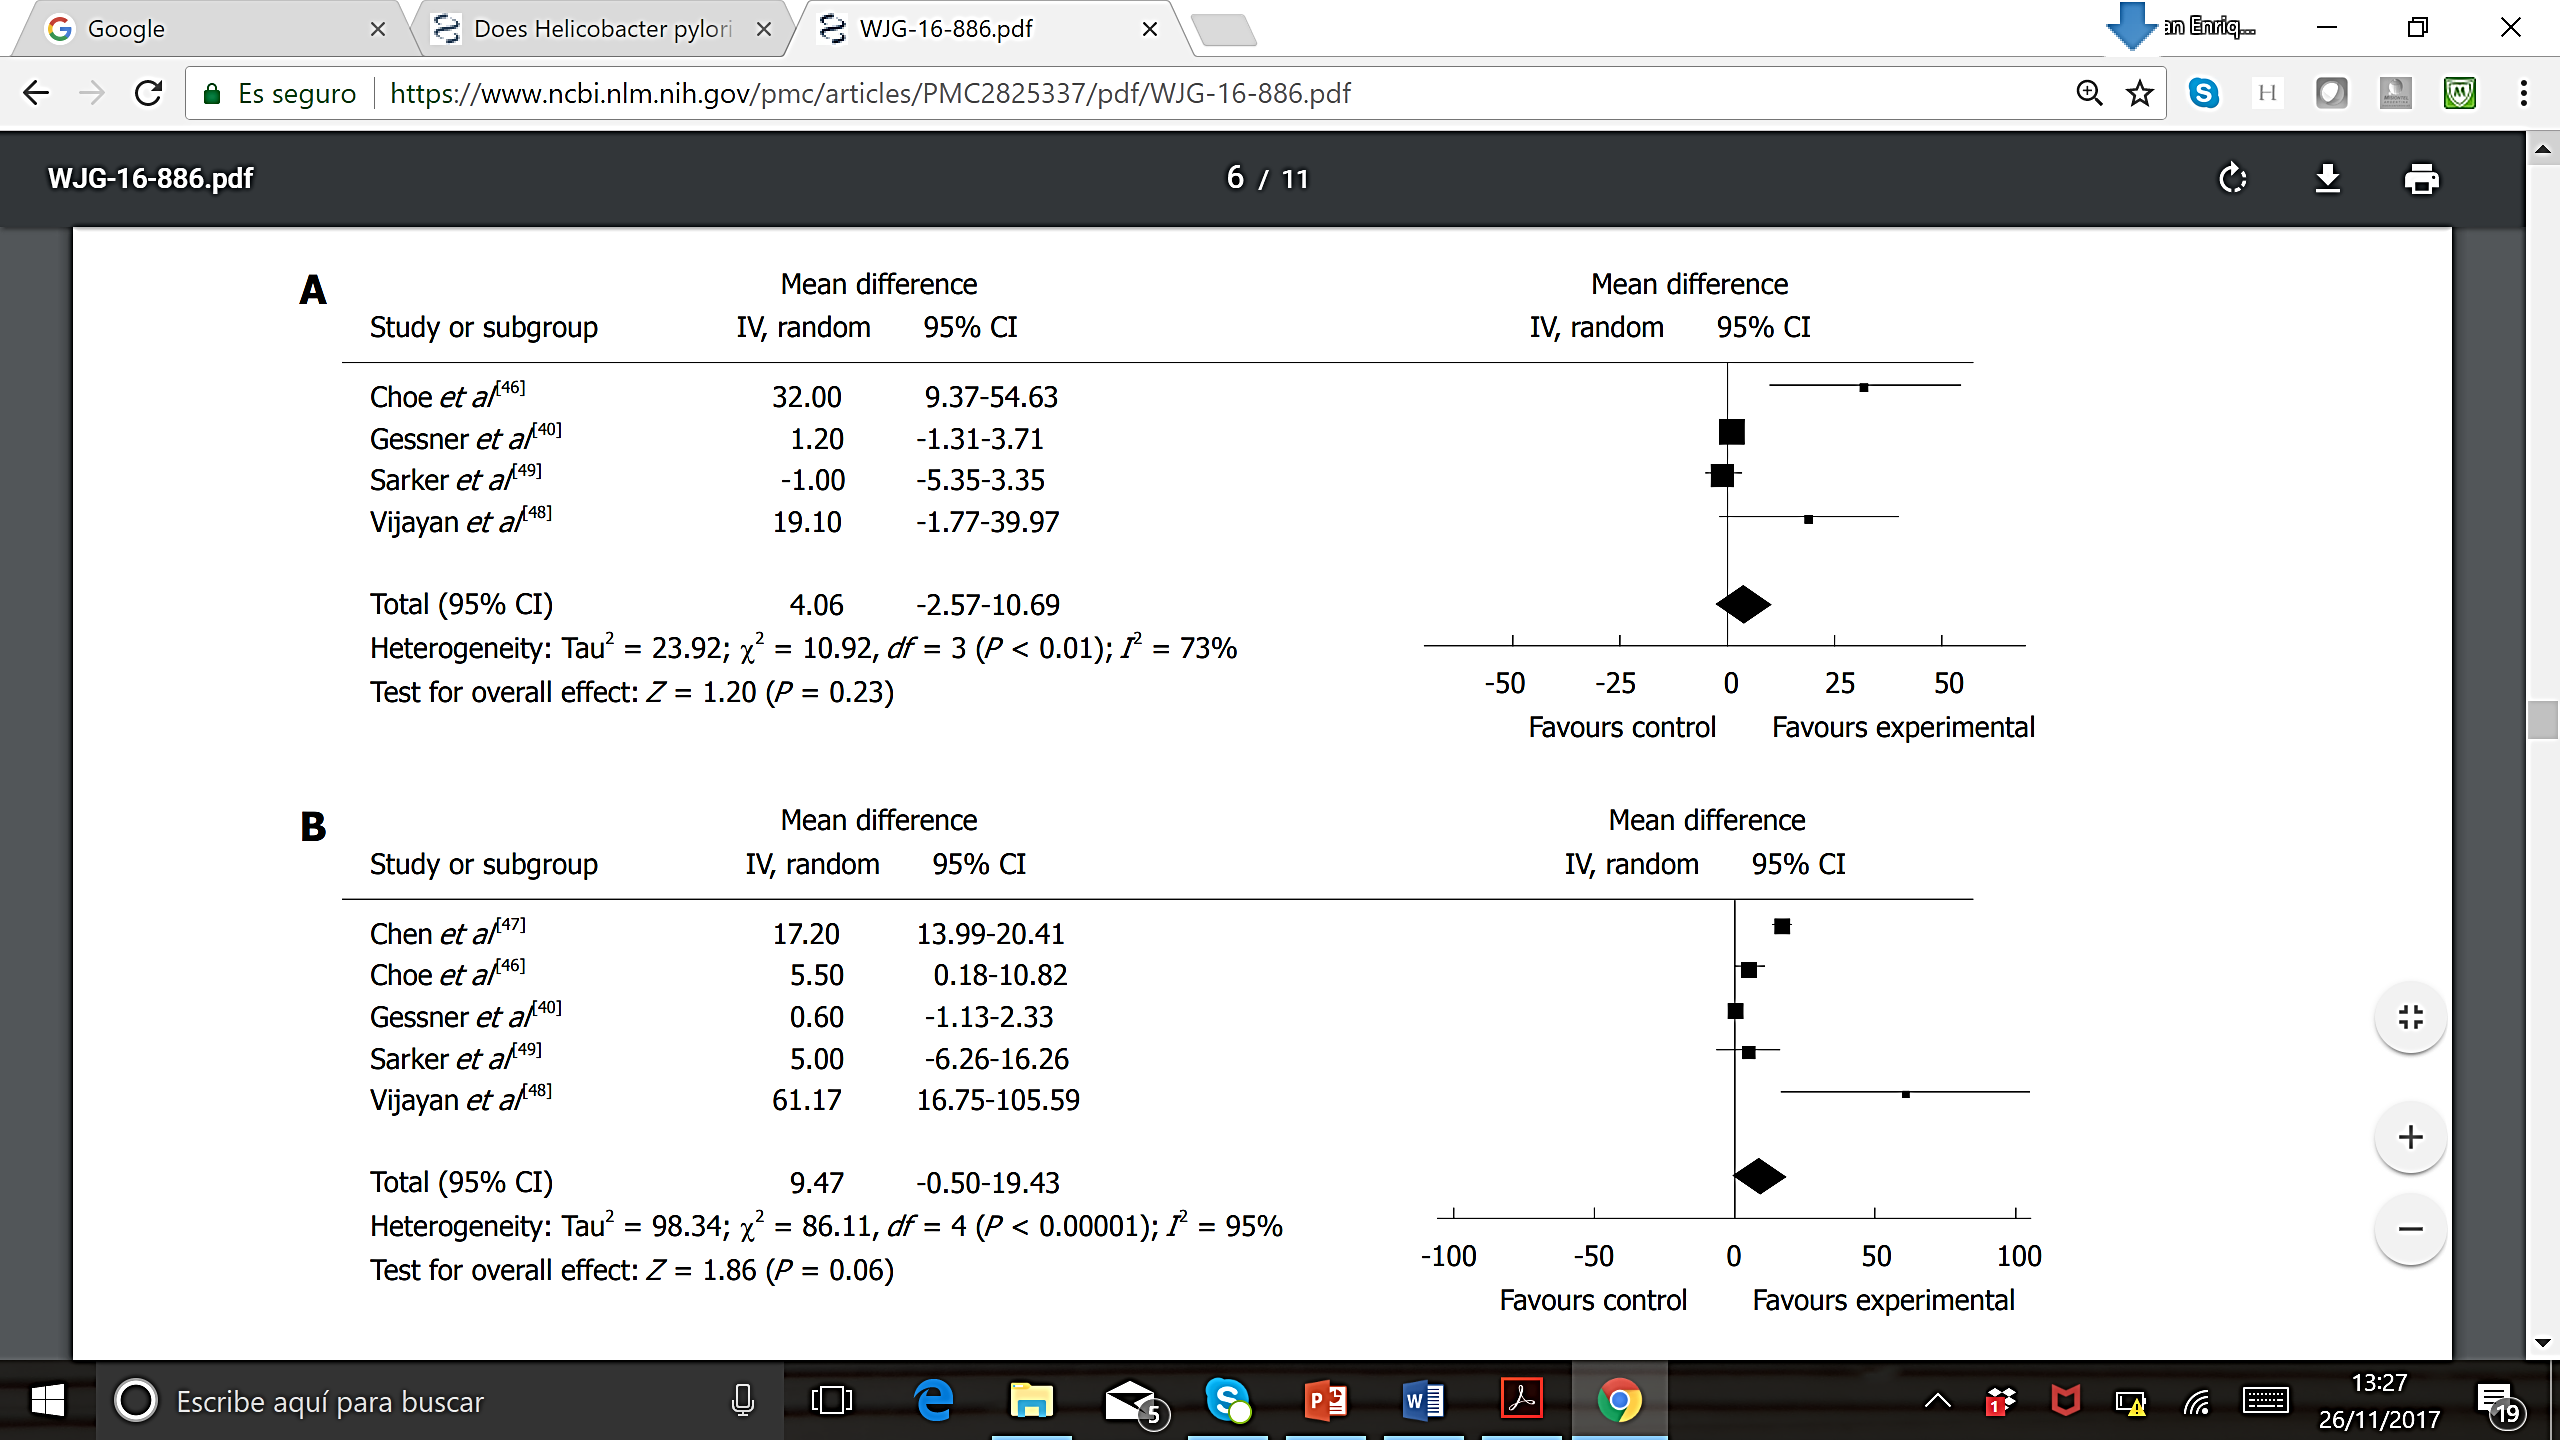 Google
Does Helicobacter pylori
WJG-16-886.pdf
an Enriq...
Es seguro
https://www.ncbi.nlm.nih.gov/pmc/articles/PMC2825337/pdf/WJG-16-886.pdf
WJG-16-886.pdf
6 / 11
A
Mean difference Mean difference
Study or subgroup IV, random 95% CI IV, random 95% CI
Choe et al[46] 32.00 9.37-54.63
Gessner et al[40] 1.20 -1.31-3.71
Sarker et al[49] -1.00 -5.35-3.35
Vijayan et al[48] 19.10 -1.77-39.97
Total (95% CI) 4.06 -2.57-10.69
Heterogeneity: Tau² = 23.92; χ² = 10.92, df = 3 (P < 0.01); I² = 73%
Test for overall effect: Z = 1.20 (P = 0.23)
-50 -25 0 25 50
Favours control Favours experimental
B
Mean difference Mean difference
Study or subgroup IV, random 95% CI IV, random 95% CI
Chen et al[47] 17.20 13.99-20.41
Choe et al[46] 5.50 0.18-10.82
Gessner et al[40] 0.60 -1.13-2.33
Sarker et al[49] 5.00 -6.26-16.26
Vijayan et al[48] 61.17 16.75-105.59
Total (95% CI) 9.47 -0.50-19.43
Heterogeneity: Tau² = 98.34; χ² = 86.11, df = 4 (P < 0.00001); I² = 95%
Test for overall effect: Z = 1.86 (P = 0.06)
-100 -50 0 50 100
Favours control Favours experimental
Escribe aquí para buscar
5
1
13:27
26/11/2017
19